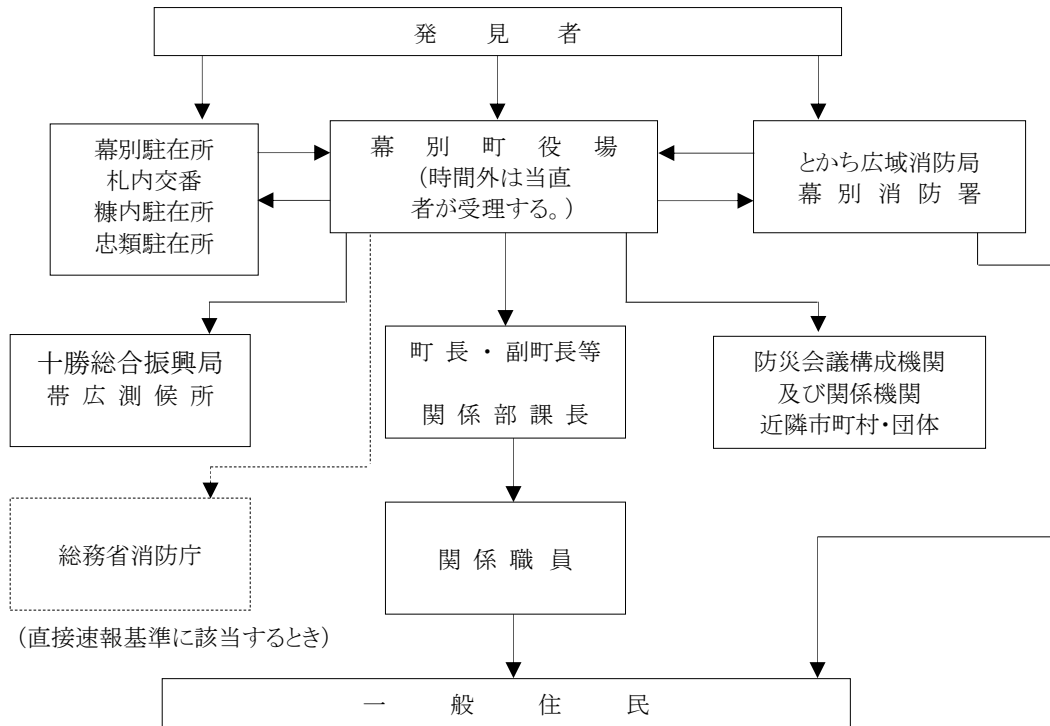 発見者
幕別駐在所
札内交番
糠内駐在所
忠類駐在所
幕別町役場
(時間外は当直
者が受理する。)
とかち広域消防局
幕別消防署
十勝総合振興局
帯広測候所
町長・副町長等
関係部課長
防災会議構成機関
及び関係機関
近隣市町村・団体
総務省消防庁
(直接速報基準に該当するとき)
関係職員
一般住民